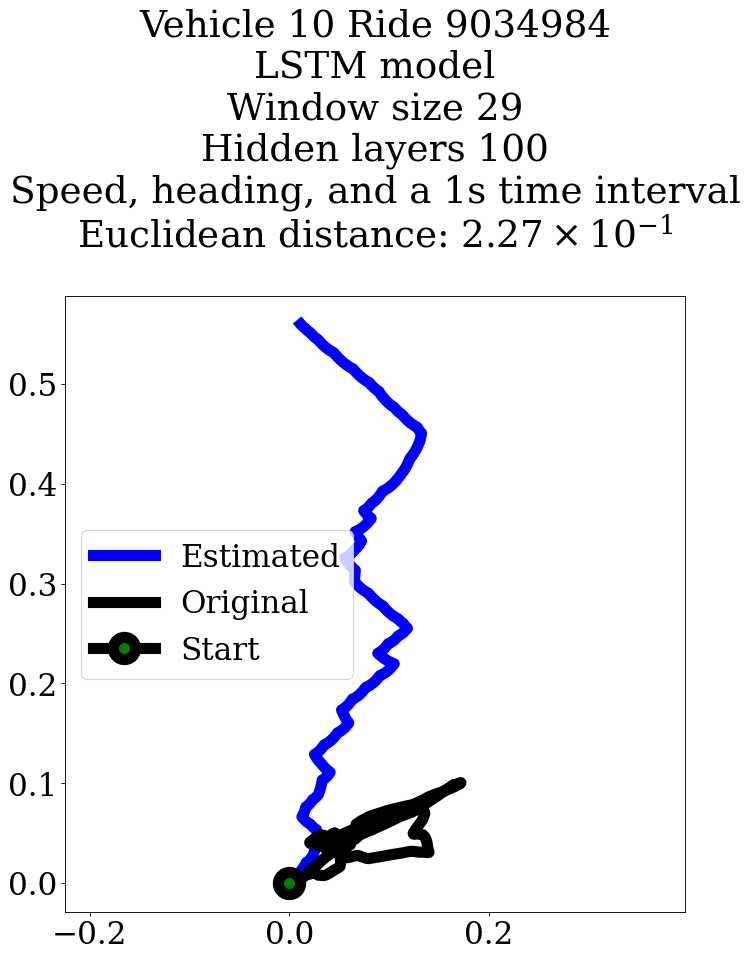 Vehicle 10 Ride 9034984
LSTM model
Window size 29
Hidden layers 100
Speed, heading, and a 1s time interval
Euclidean distance: 2.27 × 10⁻¹
0.5
0.4
0.3
0.2
0.1
0.0
Estimated
Original
Start
−0.2 0.0 0.2